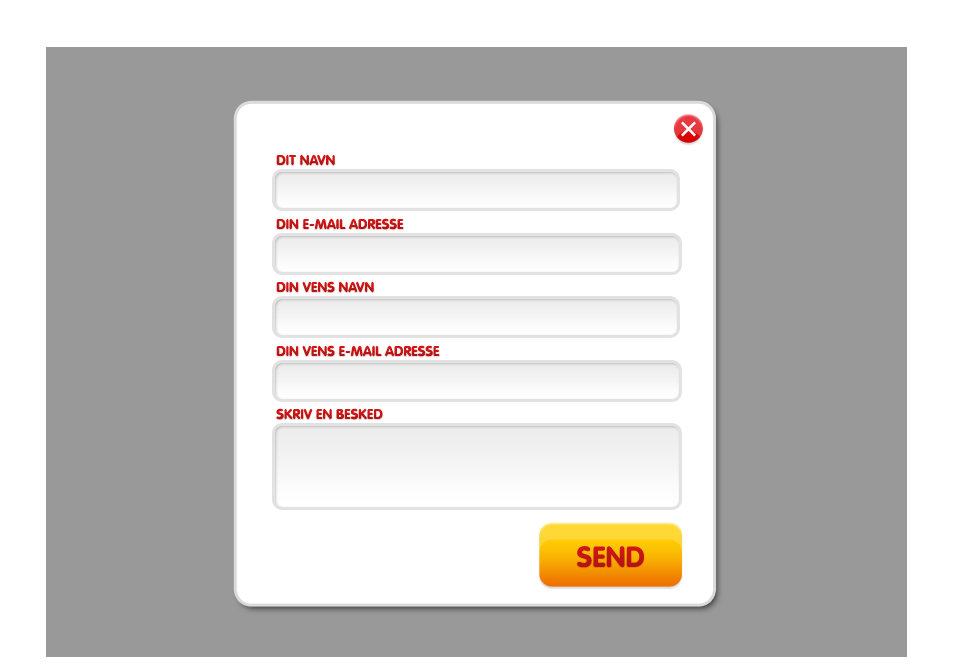 DIT NAVN
DIN E-MAIL ADRESSE
DIN VENS NAVN
DIN VENS E-MAIL ADRESSE
SKRIV EN BESKED
SEND